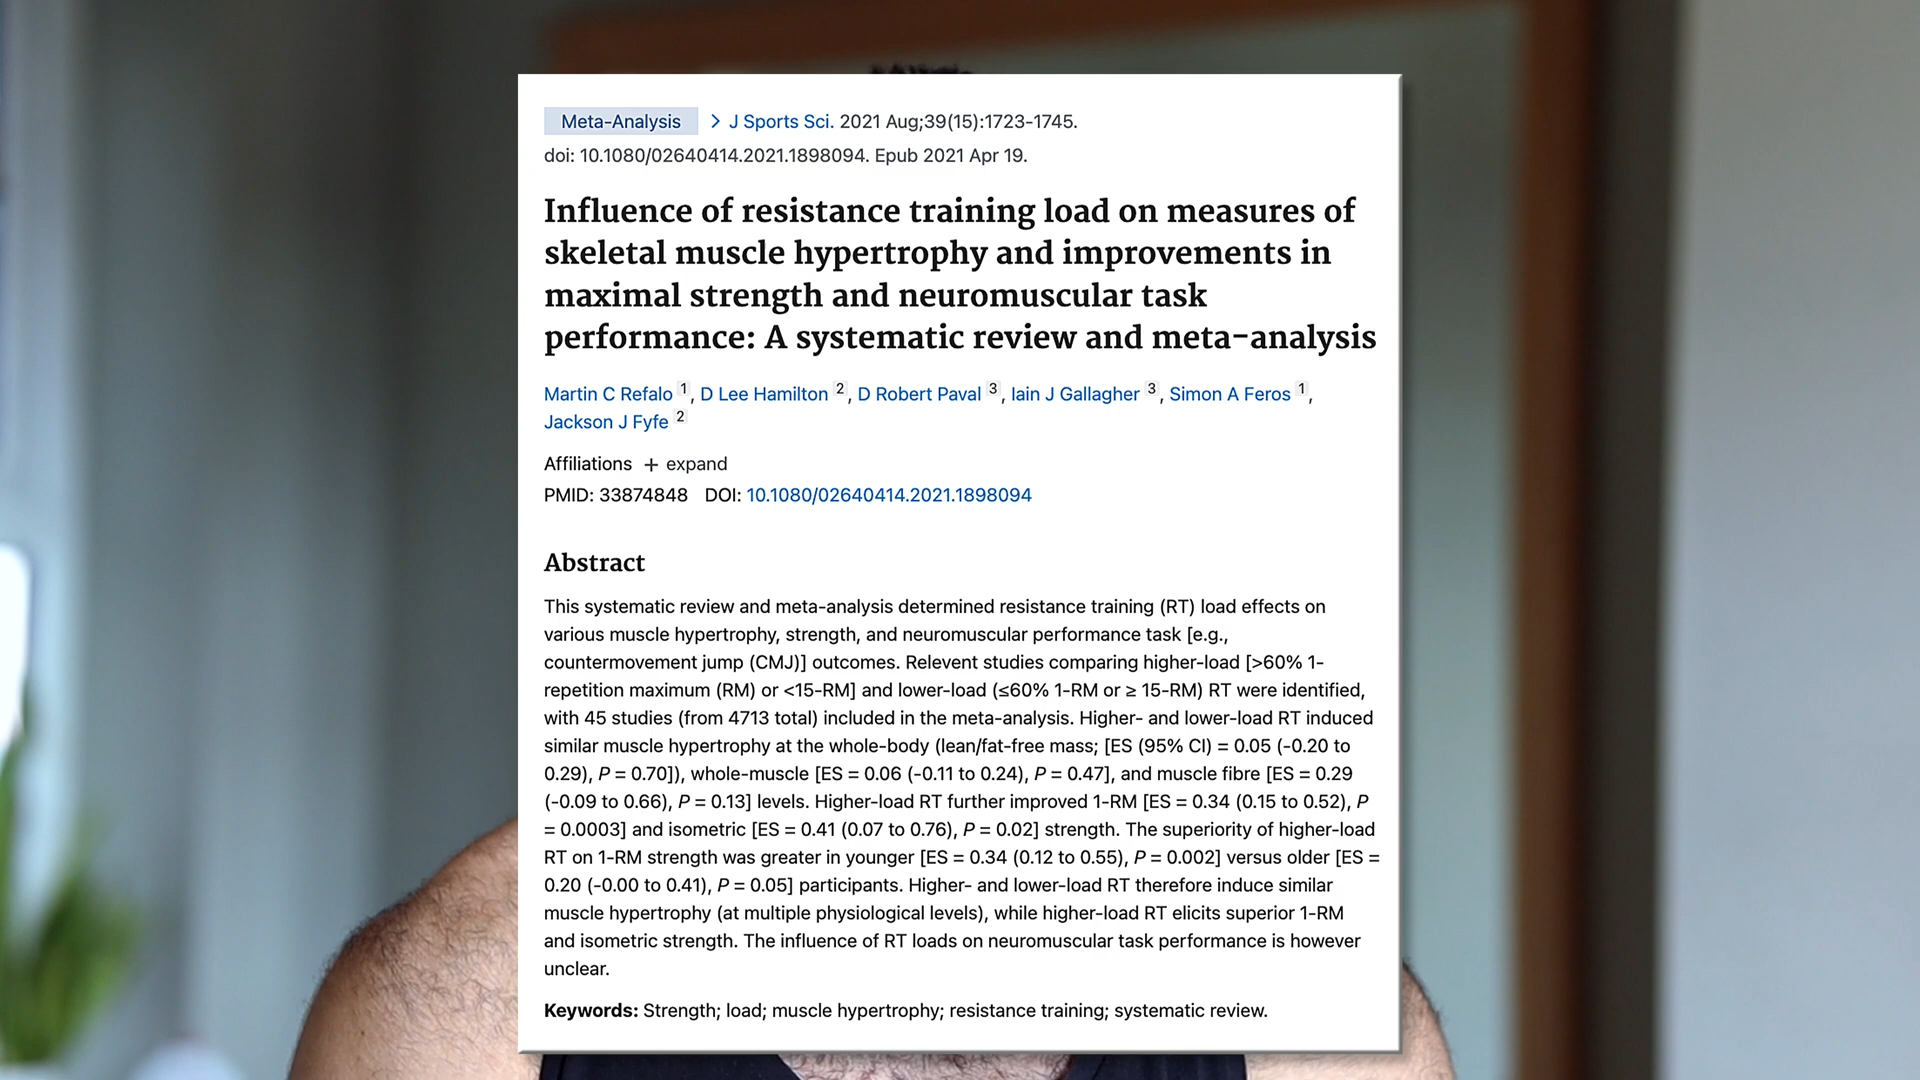 Meta-Analysis > J Sports Sci. 2021 Aug;39(15):1723-1745.
doi: 10.1080/02640414.2021.1898094. Epub 2021 Apr 19.
Influence of resistance training load on measures of
skeletal muscle hypertrophy and improvements in
maximal strength and neuromuscular task
performance: A systematic review and meta-analysis
Martin C Refalo 1, D Lee Hamilton 2, D Robert Paval 3, Iain J Gallagher 3, Simon A Feros 1,
Jackson J Fyfe 2
Affiliations + expand
PMID: 33874848 DOI: 10.1080/02640414.2021.1898094
Abstract
This systematic review and meta-analysis determined resistance training (RT) load effects on
various muscle hypertrophy, strength, and neuromuscular performance task [e.g.,
countermovement jump (CMJ)] outcomes. Relevent studies comparing higher-load [>60% 1-
repetition maximum (RM) or <15-RM] and lower-load (≤60% 1-RM or ≥ 15-RM) RT were identified,
with 45 studies (from 4713 total) included in the meta-analysis. Higher- and lower-load RT induced
similar muscle hypertrophy at the whole-body (lean/fat-free mass; [ES (95% CI) = 0.05 (-0.20 to
0.29), P = 0.70]), whole-muscle [ES = 0.06 (-0.11 to 0.24), P = 0.47], and muscle fibre [ES = 0.29
(-0.09 to 0.66), P = 0.13] levels. Higher-load RT further improved 1-RM [ES = 0.34 (0.15 to 0.52), P
= 0.0003] and isometric [ES = 0.41 (0.07 to 0.76), P = 0.02] strength. The superiority of higher-load
RT on 1-RM strength was greater in younger [ES = 0.34 (0.12 to 0.55), P = 0.002] versus older [ES =
0.20 (-0.00 to 0.41), P = 0.05] participants. Higher- and lower-load RT therefore induce similar
muscle hypertrophy (at multiple physiological levels), while higher-load RT elicits superior 1-RM
and isometric strength. The influence of RT loads on neuromuscular task performance is however
unclear.
Keywords: Strength; load; muscle hypertrophy; resistance training; systematic review.